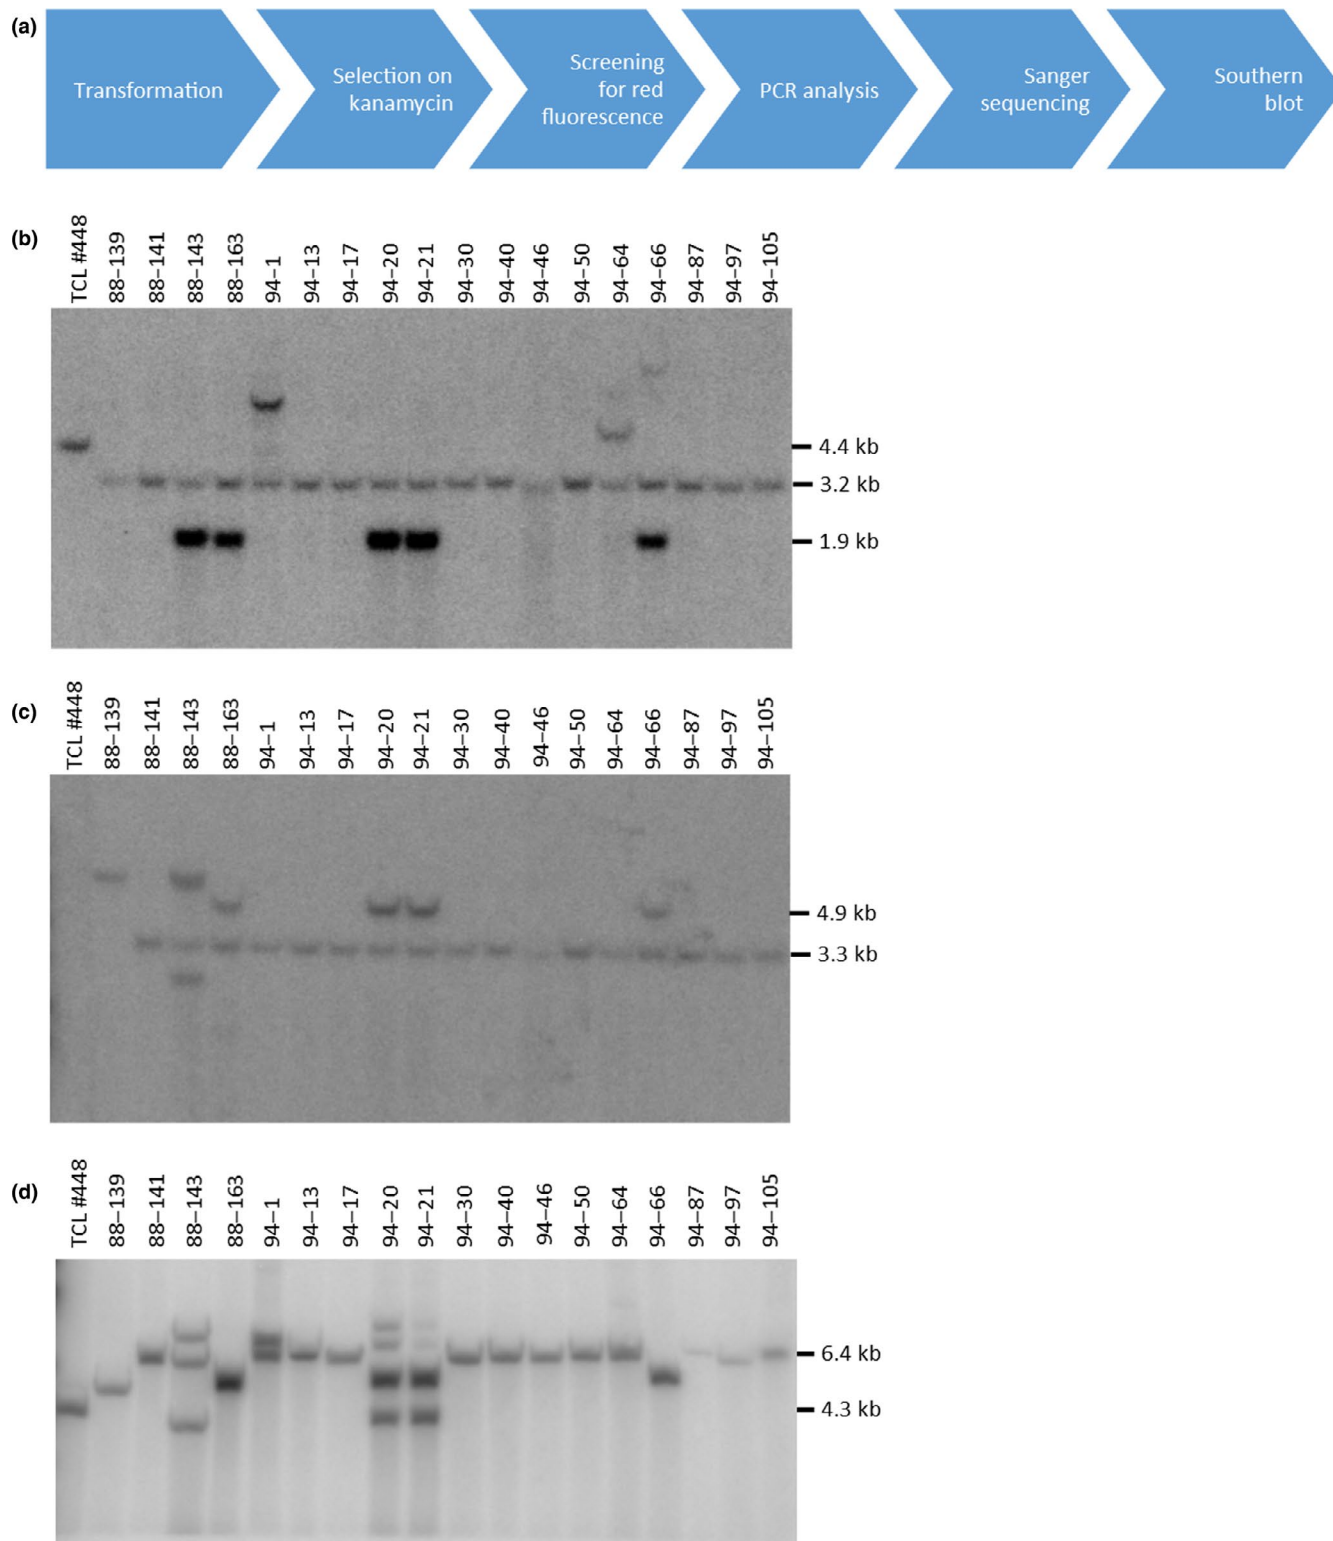 (a)
Transformation
Selection on
kanamycin
Screening
for red
fluorescence
PCR analysis
Sanger
sequencing
Southern
blot
(b)
TCL #448
88–139
88–141
88–143
88–163
94–1
94–13
94–17
94–20
94–21
94–30
94–40
94–46
94–50
94–64
94–66
94–87
94–97
94–105
4.4 kb
3.2 kb
1.9 kb
(c)
TCL #448
88–139
88–141
88–143
88–163
94–1
94–13
94–17
94–20
94–21
94–30
94–40
94–46
94–50
94–64
94–66
94–87
94–97
94–105
4.9 kb
3.3 kb
(d)
TCL #448
88–139
88–141
88–143
88–163
94–1
94–13
94–17
94–20
94–21
94–30
94–40
94–46
94–50
94–64
94–66
94–87
94–97
94–105
6.4 kb
4.3 kb